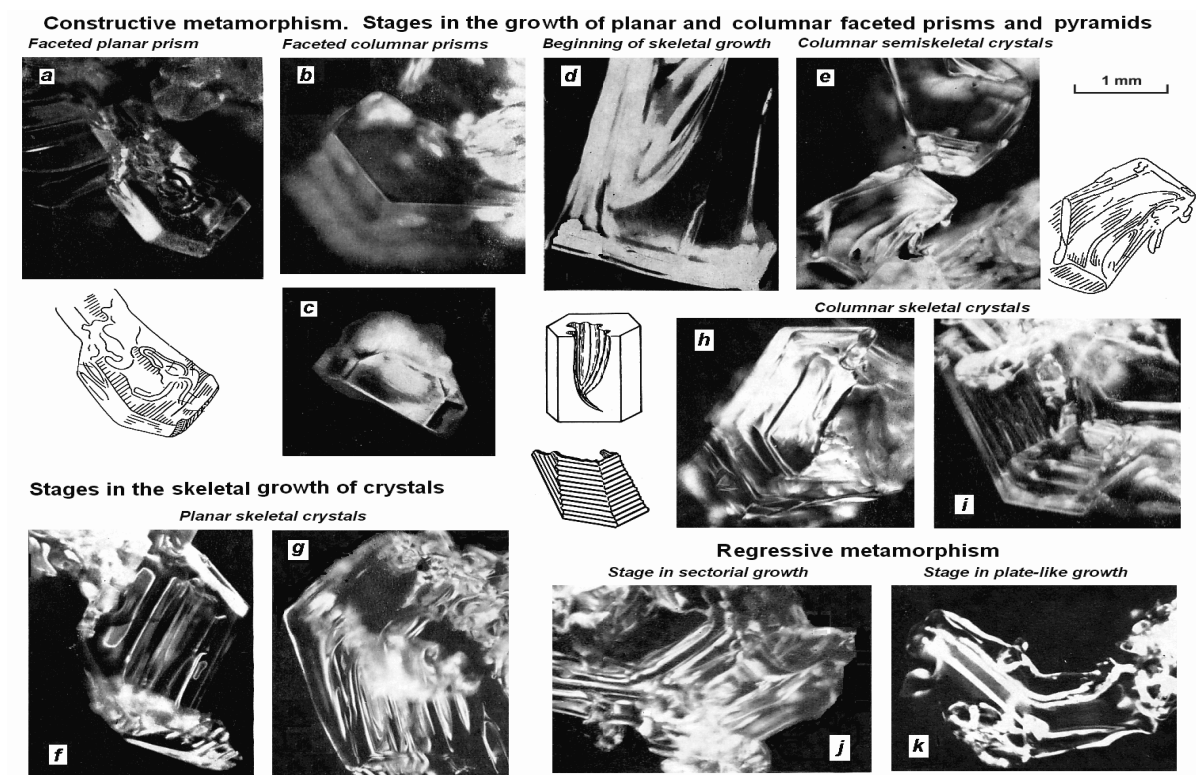 Constructive metamorphism. Stages in the growth of planar and columnar faceted prisms and pyramids
Faceted planar prism
Faceted columnar prisms
Beginning of skeletal growth
Columnar semiskeletal crystals
a
b
d
e
1 mm
c
Columnar skeletal crystals
h
i
Stages in the skeletal growth of crystals
Planar skeletal crystals
f
g
Regressive metamorphism
Stage in sectorial growth
Stage in plate-like growth
j
k